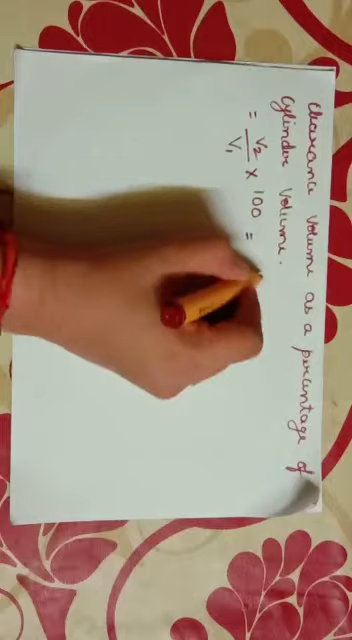 Clearance volume as a percentage of
Cylinder Volume.
= V2/V1 x 100 =